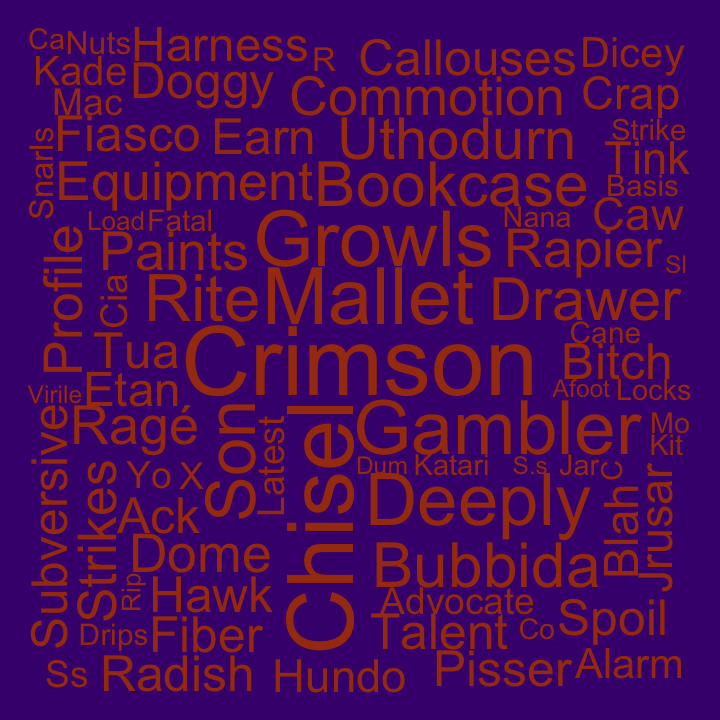 Ca Nuts Harness R Callouses Dicey
Kade Doggy Commotion Crap
Mac
Fiasco Earn Uthodurn Strike
Tink
Snarls Equipment Bookcase Basis
Load Fatal Growls Nana Caw
Profile Paints Rapier Sl
Cia Rite Mallet Drawer
Tua Crimson Cane
Bitch
Virile Etan Afoot Locks
Subversive Ragé Son Latest Chisel Gambler Mo
Kit
Strikes Yo X Dum Katari S.s Jar C
Ack Deeply Blah Jrusar
Dome Bubbida
Rip Hawk Advocate
Drips Fiber Talent Co Spoil
Ss Radish Hundo Pisser Alarm